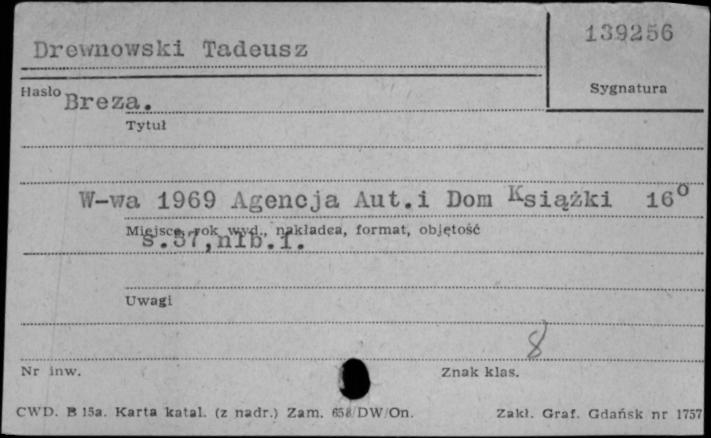 Drewnowski Tadeusz
139256
Sygnatura
Hasło
Breza.
Tytuł
W-wa 1969 Agencja Aut.i Dom Książki 16⁰
Miejsce, rok wyd., nakładca, format, objętość
s.57,nlb.1.
Uwagi
8
Nr inw.
Znak klas.
CWD. B 15a. Karta katal. (z nadr.) Zam. 658/DW/On.
Zakł. Graf. Gdańsk nr 1757